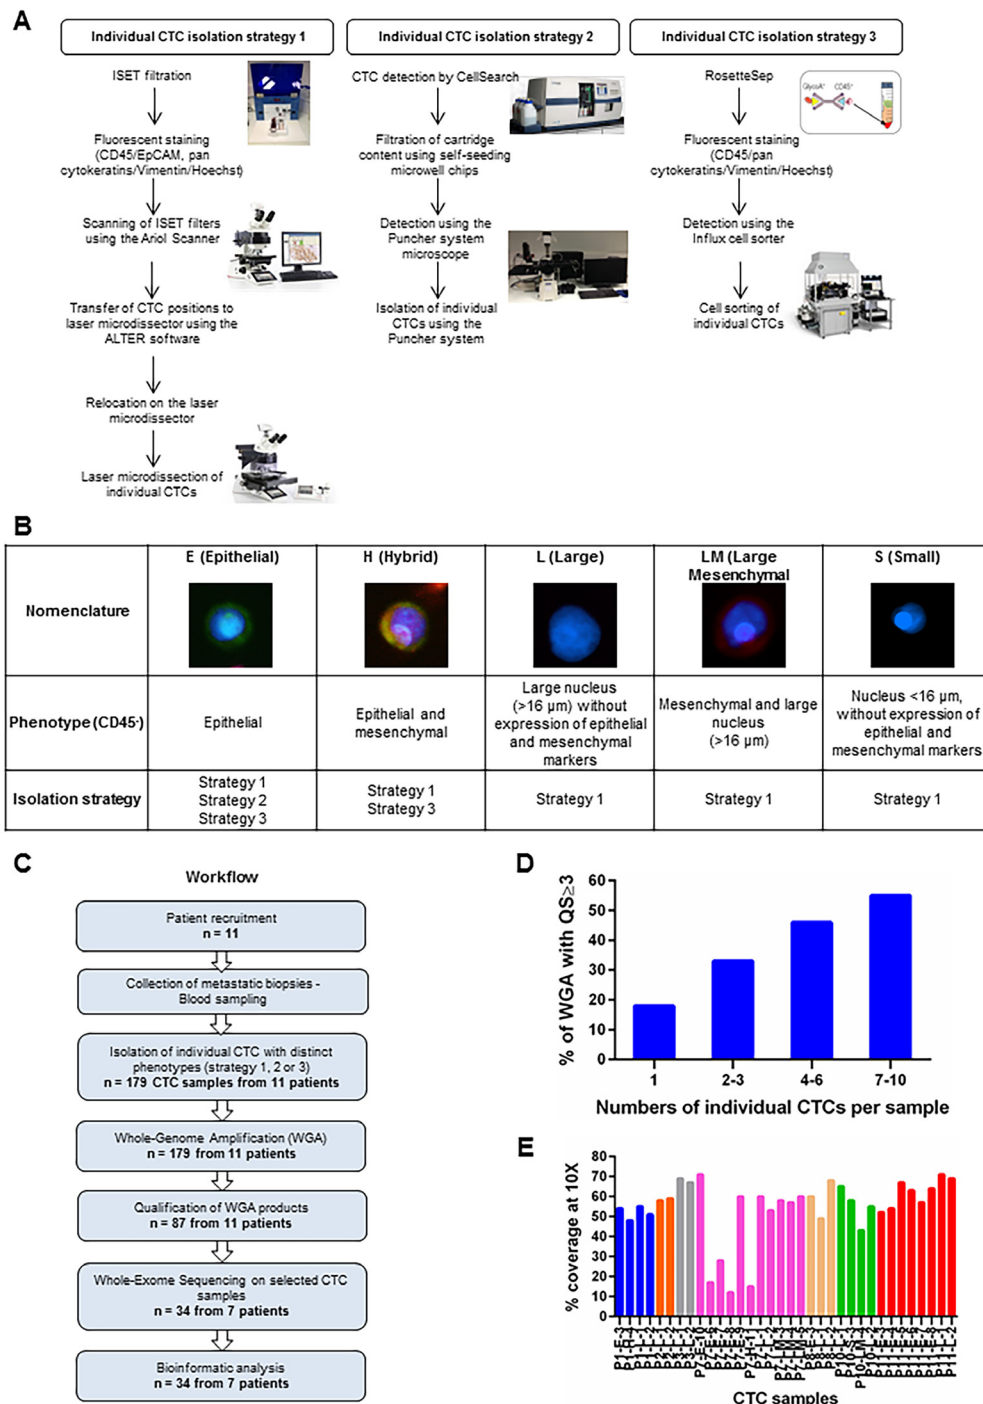 A
Individual CTC isolation strategy 1
ISET filtration
Fluorescent staining
(CD45/EpCAM, pan
cytokeratins/Vimentin/Hoechst)
Scanning of ISET filters
using the Ariol Scanner
Transfer of CTC positions to
laser microdissector using the
ALTER software
Relocation on the laser
microdissector
Laser microdissection of
individual CTCs
Individual CTC isolation strategy 2
CTC detection by CellSearch
Filtration of cartridge
content using self-seeding
microwell chips
Detection using the
Puncher system
microscope
Isolation of individual
CTCs using the
Puncher system
Individual CTC isolation strategy 3
RosetteSep
GlycoA+ CD45+
Fluorescent staining
(CD45/pan
cytokeratins/Vimentin/Hoechst)
Detection using the
Influx cell sorter
Cell sorting of
individual CTCs
B
Nomenclature
E (Epithelial)
H (Hybrid)
L (Large)
LM (Large
Mesenchymal
S (Small)
Phenotype (CD45-)
Epithelial
Epithelial and
mesenchymal
Large nucleus
(>16 µm) without
expression of epithelial
and mesenchymal
markers
Mesenchymal and large
nucleus
(>16 µm)
Nucleus <16 µm,
without expression of
epithelial and
mesenchymal markers
Isolation strategy
Strategy 1
Strategy 2
Strategy 3
Strategy 1
Strategy 3
Strategy 1
Strategy 1
Strategy 1
C
Workflow
Patient recruitment
n = 11
Collection of metastatic biopsies -
Blood sampling
Isolation of individual CTC with distinct
phenotypes (strategy 1, 2 or 3)
n = 179 CTC samples from 11 patients
Whole-Genome Amplification (WGA)
n = 179 from 11 patients
Qualification of WGA products
n = 87 from 11 patients
Whole-Exome Sequencing on selected CTC
samples
n = 34 from 7 patients
Bioinformatic analysis
n = 34 from 7 patients
D
% of WGA with QS≥3
60
50
40
30
20
10
0
1
2-3
4-6
7-10
Numbers of individual CTCs per sample
E
% coverage at 10X
80
70
60
50
40
30
20
10
0
CTC samples